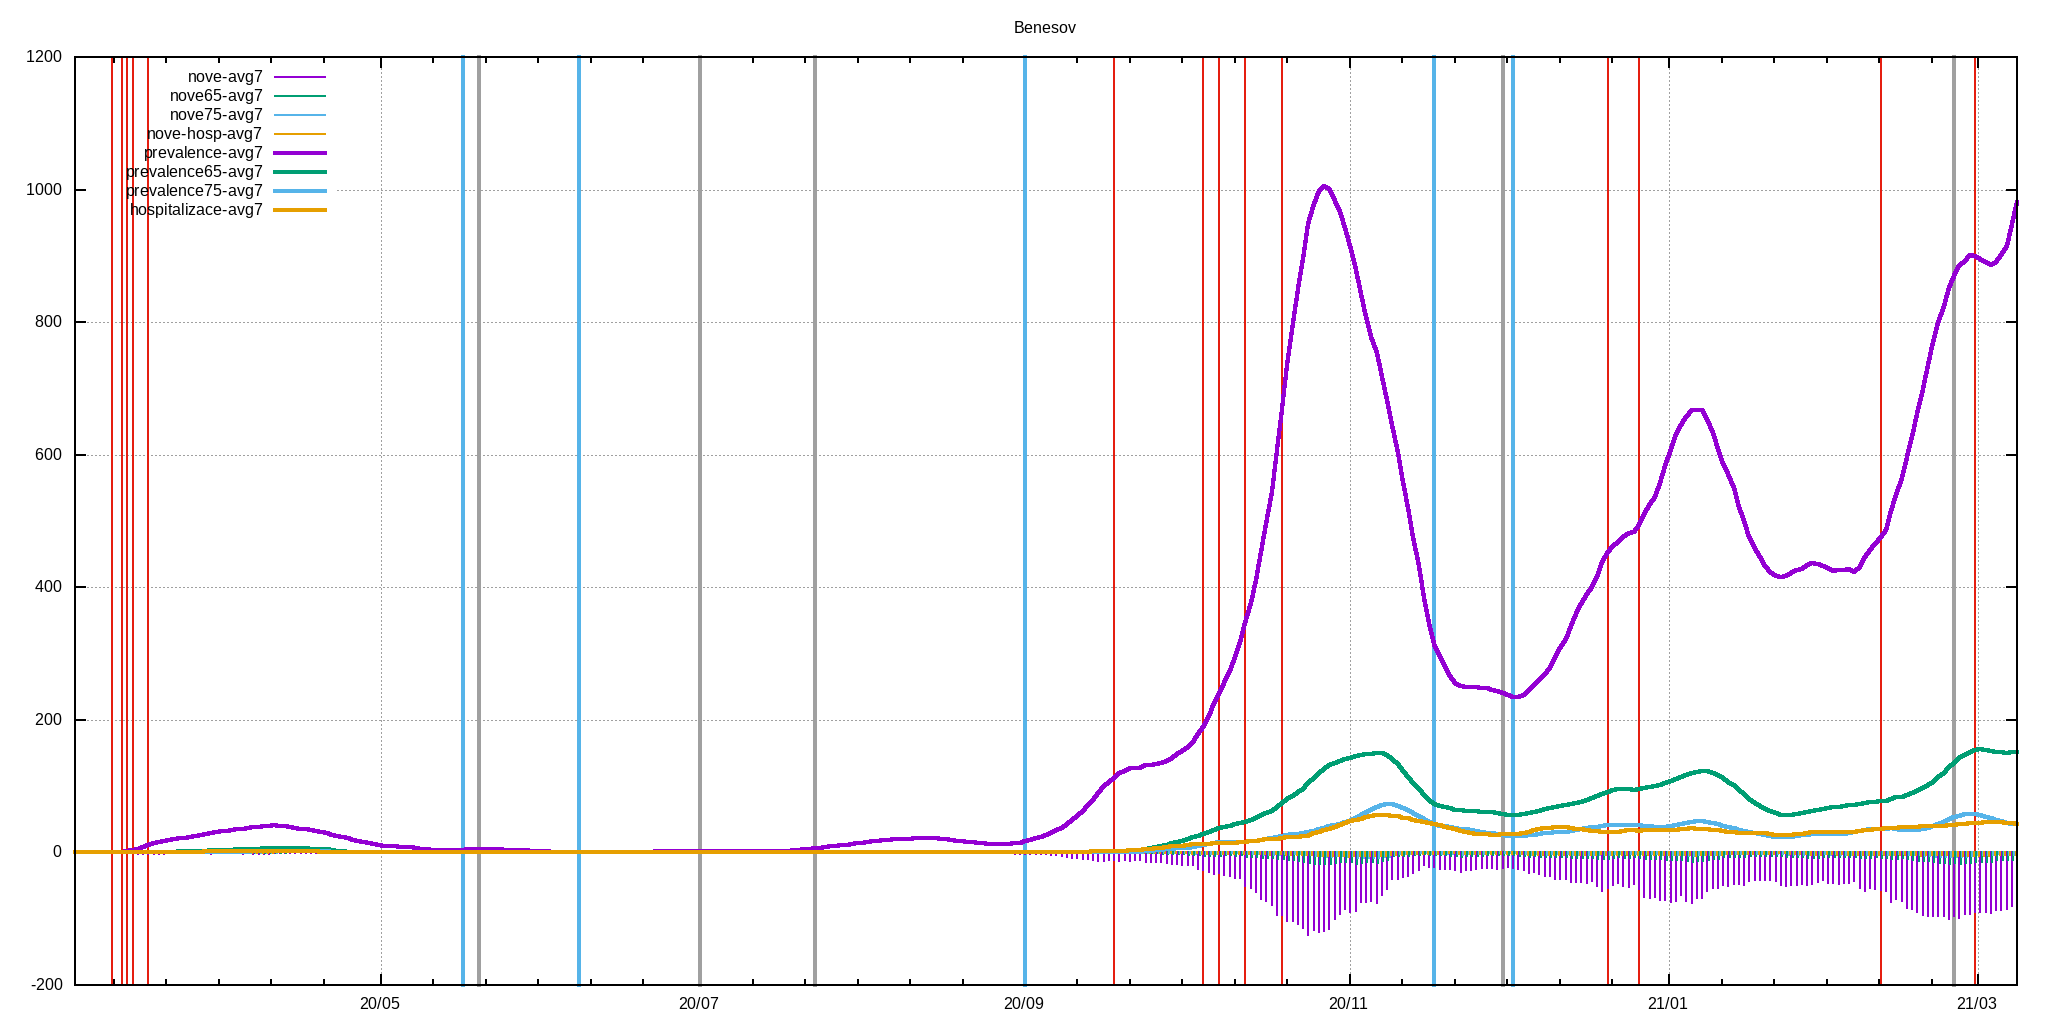 Benesov
1200
1000
800
600
400
200
0
-200
nove-avg7
nove65-avg7
nove75-avg7
nove-hosp-avg7
prevalence-avg7
prevalence65-avg7
prevalence75-avg7
hospitalizace-avg7
20/05
20/07
20/09
20/11
21/01
21/03